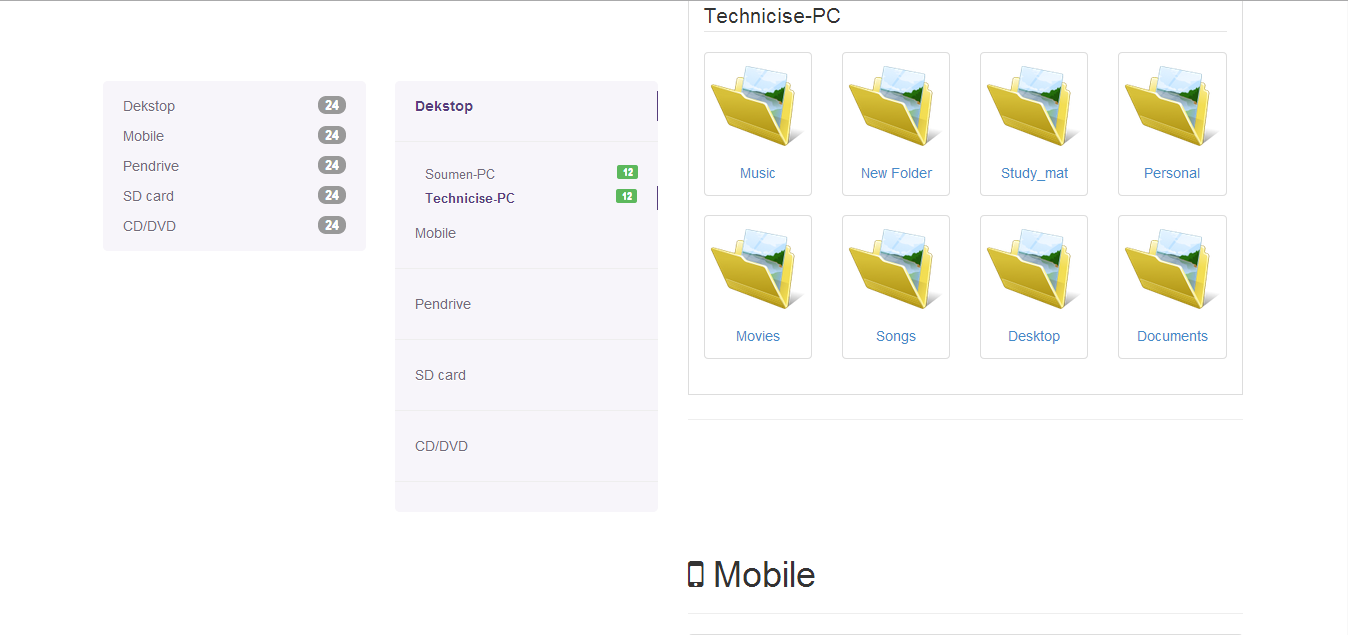 Dekstop 24
Mobile 24
Pendrive 24
SD card 24
CD/DVD 24
Dekstop
Soumen-PC 12
Technicise-PC 12
Mobile
Pendrive
SD card
CD/DVD
Technicise-PC
Music New Folder Study_mat Personal
Movies Songs Desktop Documents
Mobile